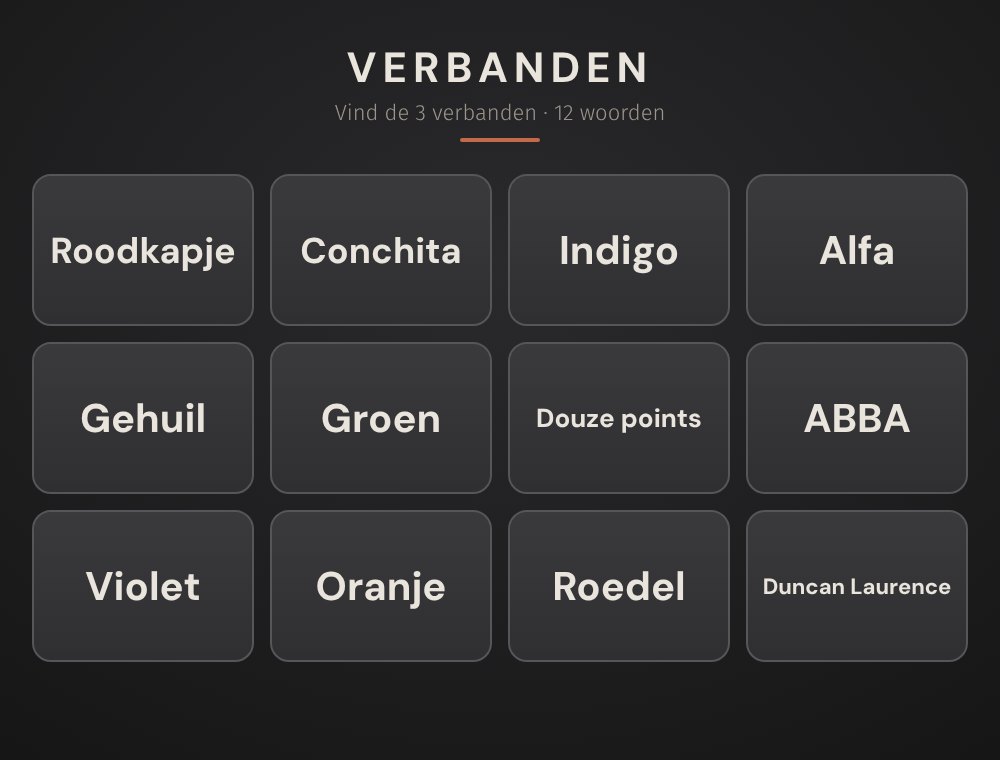 VERBANDEN
Vind de 3 verbanden · 12 woorden
Roodkapje Conchita Indigo Alfa
Gehuil Groen Douze points ABBA
Violet Oranje Roedel Duncan Laurence